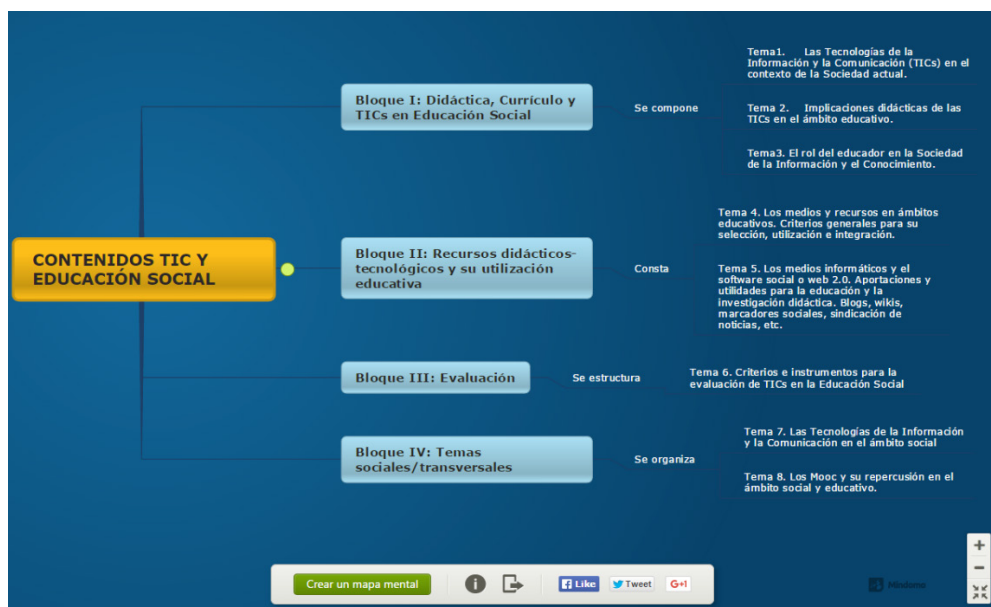 CONTENIDOS TIC Y
EDUCACIÓN SOCIAL
Bloque I: Didáctica, Currículo y
TICs en Educación Social
Se compone
Tema1. Las Tecnologías de la
Información y la Comunicación (TICs) en el
contexto de la Sociedad actual.
Tema 2. Implicaciones didácticas de las
TICs en el ámbito educativo.
Tema3. El rol del educador en la Sociedad
de la Información y el Conocimiento.
Bloque II: Recursos didácticos-
tecnológicos y su utilización
educativa
Consta
Tema 4. Los medios y recursos en ámbitos
educativos. Criterios generales para su
selección, utilización e integración.
Tema 5. Los medios informáticos y el
software social o web 2.0. Aportaciones y
utilidades para la educación y la
investigación didáctica. Blogs, wikis,
marcadores sociales, sindicación de
noticias, etc.
Bloque III: Evaluación
Se estructura
Tema 6. Criterios e instrumentos para la
evaluación de TICs en la Educación Social
Bloque IV: Temas
sociales/transversales
Se organiza
Tema 7. Las Tecnologías de la Información
y la Comunicación en el ámbito social
Tema 8. Los Mooc y su repercusión en el
ámbito social y educativo.
Crear un mapa mental
Like
Tweet
G+1
Mindomo